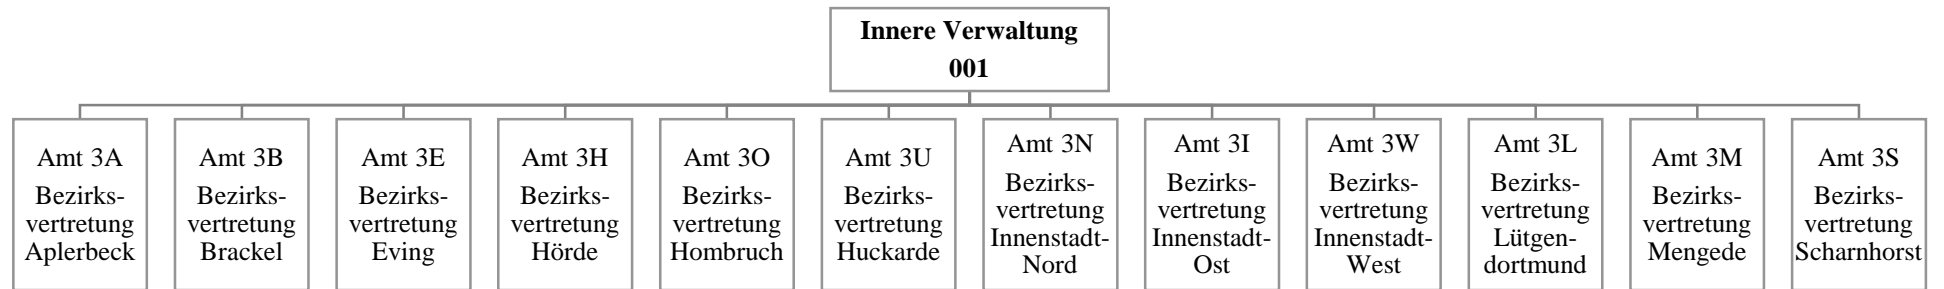 Innere Verwaltung
001
Amt 3A
Bezirks-
vertretung
Aplerbeck
Amt 3B
Bezirks-
vertretung
Brackel
Amt 3E
Bezirks-
vertretung
Eving
Amt 3H
Bezirks-
vertretung
Hörde
Amt 3O
Bezirks-
vertretung
Hombruch
Amt 3U
Bezirks-
vertretung
Huckarde
Amt 3N
Bezirks-
vertretung
Innenstadt-
Nord
Amt 3I
Bezirks-
vertretung
Innenstadt-
Ost
Amt 3W
Bezirks-
vertretung
Innenstadt-
West
Amt 3L
Bezirks-
vertretung
Lütgen-
dortmund
Amt 3M
Bezirks-
vertretung
Mengede
Amt 3S
Bezirks-
vertretung
Scharnhorst